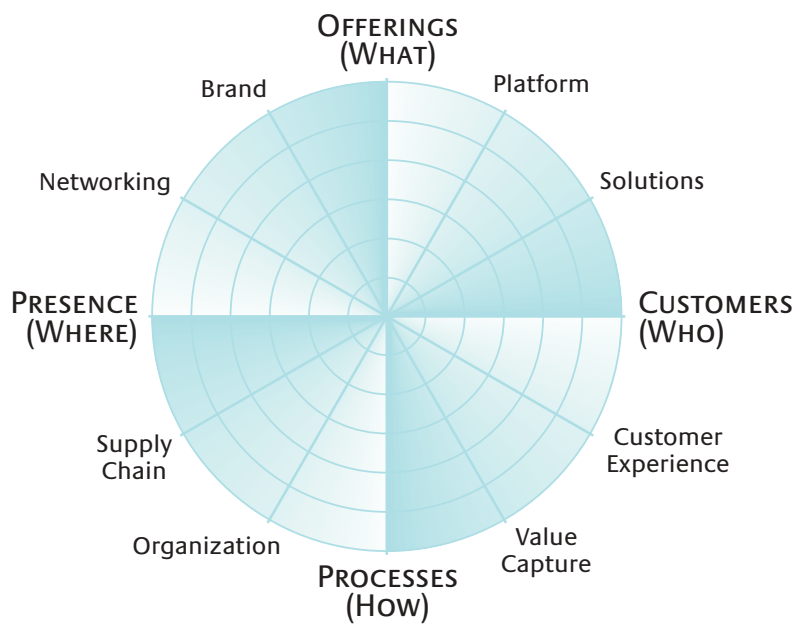 OFFERINGS
(WHAT)
Platform
Solutions
CUSTOMERS
(WHO)
Customer
Experience
Value
Capture
PROCESSES
(HOW)
Organization
Supply
Chain
PRESENCE
(WHERE)
Networking
Brand